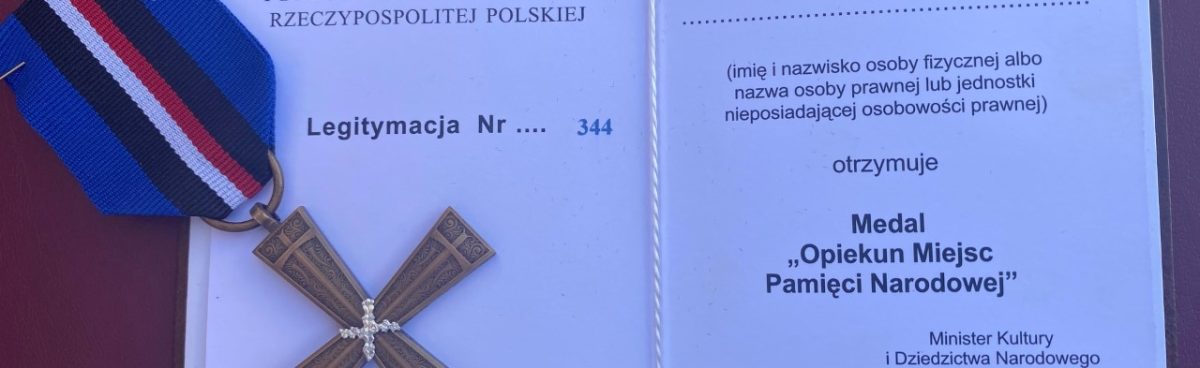 RZECZYPOSPOLITEJ POLSKIEJ
Legitymacja Nr .... 344
(imię i nazwisko osoby fizycznej albo
nazwa osoby prawnej lub jednostki
nieposiadającej osobowości prawnej)
otrzymuje
Medal
„Opiekun Miejsc
Pamięci Narodowej”
Minister Kultury
i Dziedzictwa Narodowego